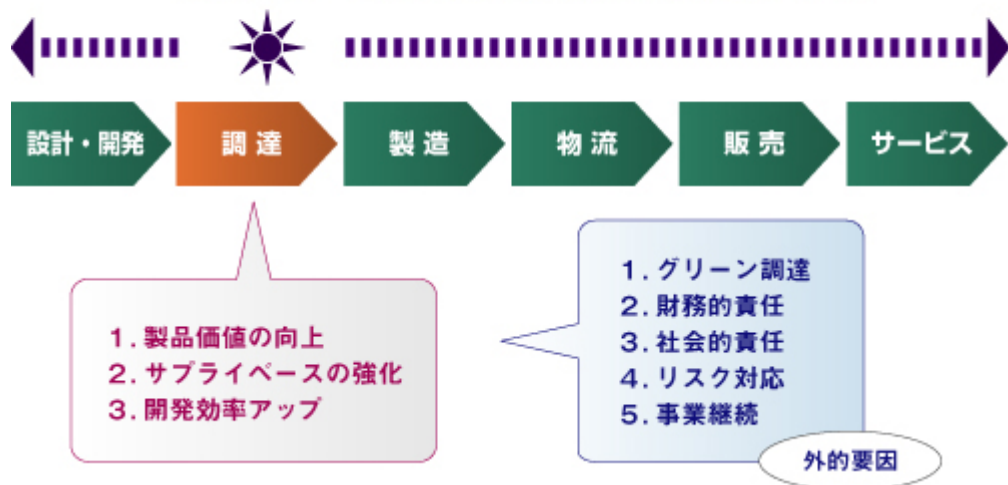 設計・開発
調達
製造
物流
販売
サービス
1. 製品価値の向上
2. サプライベースの強化
3. 開発効率アップ
1. グリーン調達
2. 財務的責任
3. 社会的責任
4. リスク対応
5. 事業継続
外的要因